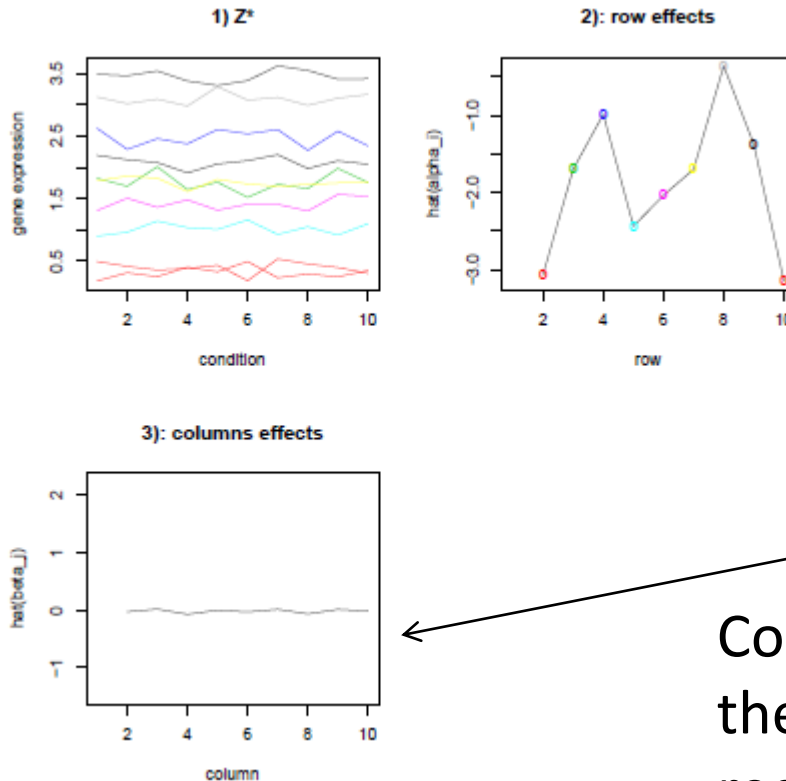 1) Z*
3.5
2.5
1.5
0.5
gene expression
2 4 6 8 10
condition
2): row effects
-1.0
-2.0
-3.0
hat(alpha_i)
2 4 6 8 10
row
3): columns effects
2
1
0
-1
hat(beta_j)
2 4 6 8 10
column
Co
the